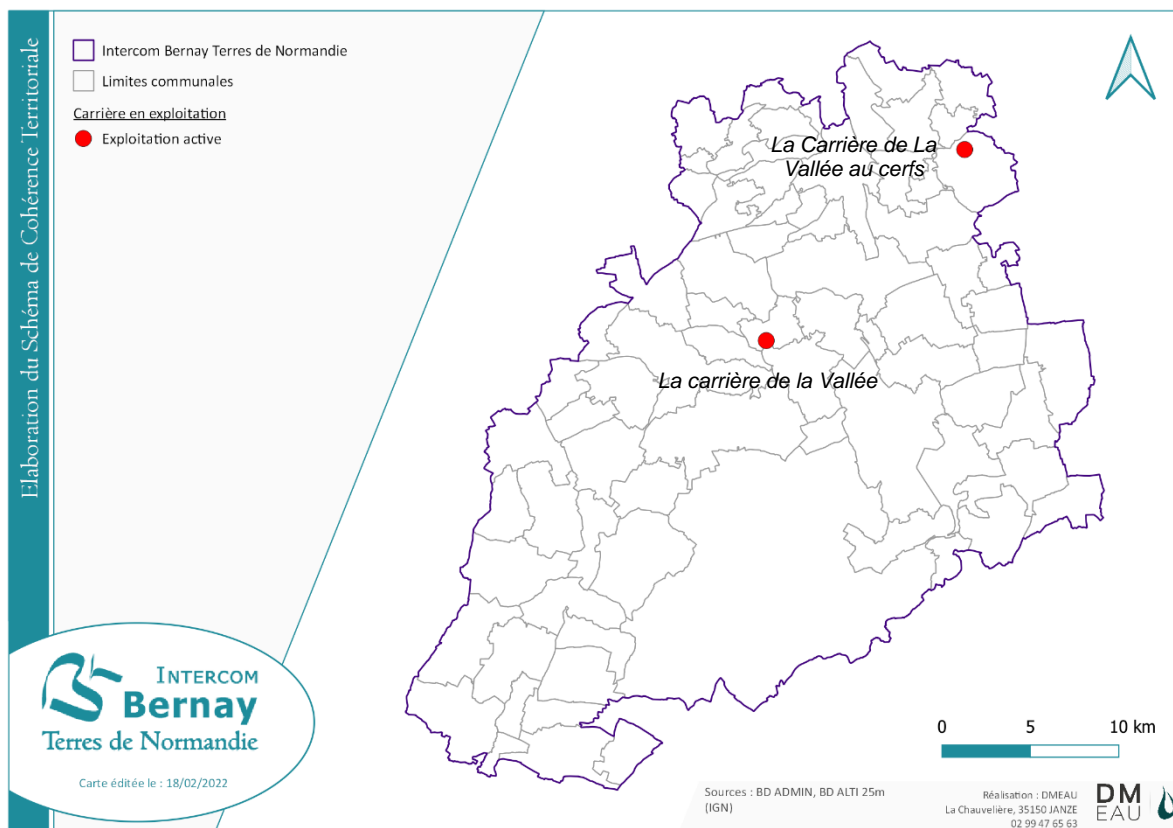 Elaboration du Schéma de Cohérence Territoriale
Intercom Bernay Terres de Normandie
Limites communales
Carrière en exploitation
Exploitation active
La Carrière de La
Vallée au cerfs
La carrière de la Vallée
INTERCOM
Bernay
Terres de Normandie
Carte éditée le : 18/02/2022
0 5 10 km
Sources : BD ADMIN, BD ALTI 25m
(IGN)
Réalisation : DMEAU
La Chauvelière, 35150 JANZE
02 99 47 65 63
DM
EAU